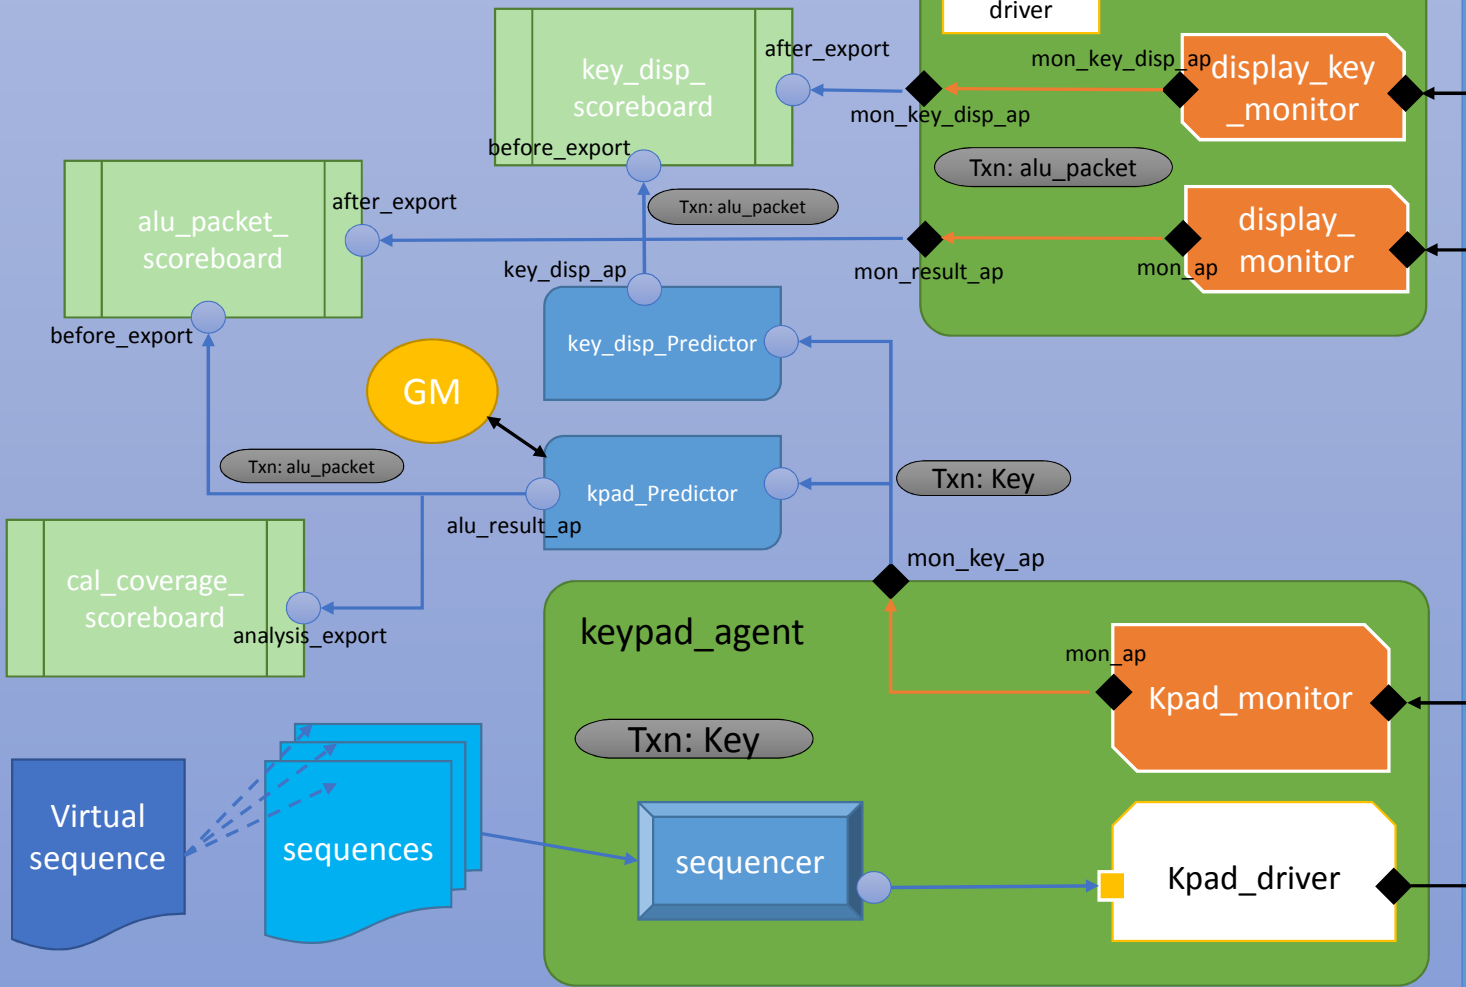 driver
key_disp_
scoreboard
after_export
mon_key_disp_ap
display_key
_monitor
mon_key_disp_ap
before_export
Txn: alu_packet
alu_packet_
scoreboard
after_export
Txn: alu_packet
display_
monitor
key_disp_ap
mon_result_ap
mon_ap
before_export
key_disp_Predictor
GM
Txn: alu_packet
kpad_Predictor
Txn: Key
alu_result_ap
mon_key_ap
cal_coverage_
scoreboard
analysis_export
keypad_agent
mon_ap
Kpad_monitor
Txn: Key
Virtual
sequence
sequences
sequencer
Kpad_driver